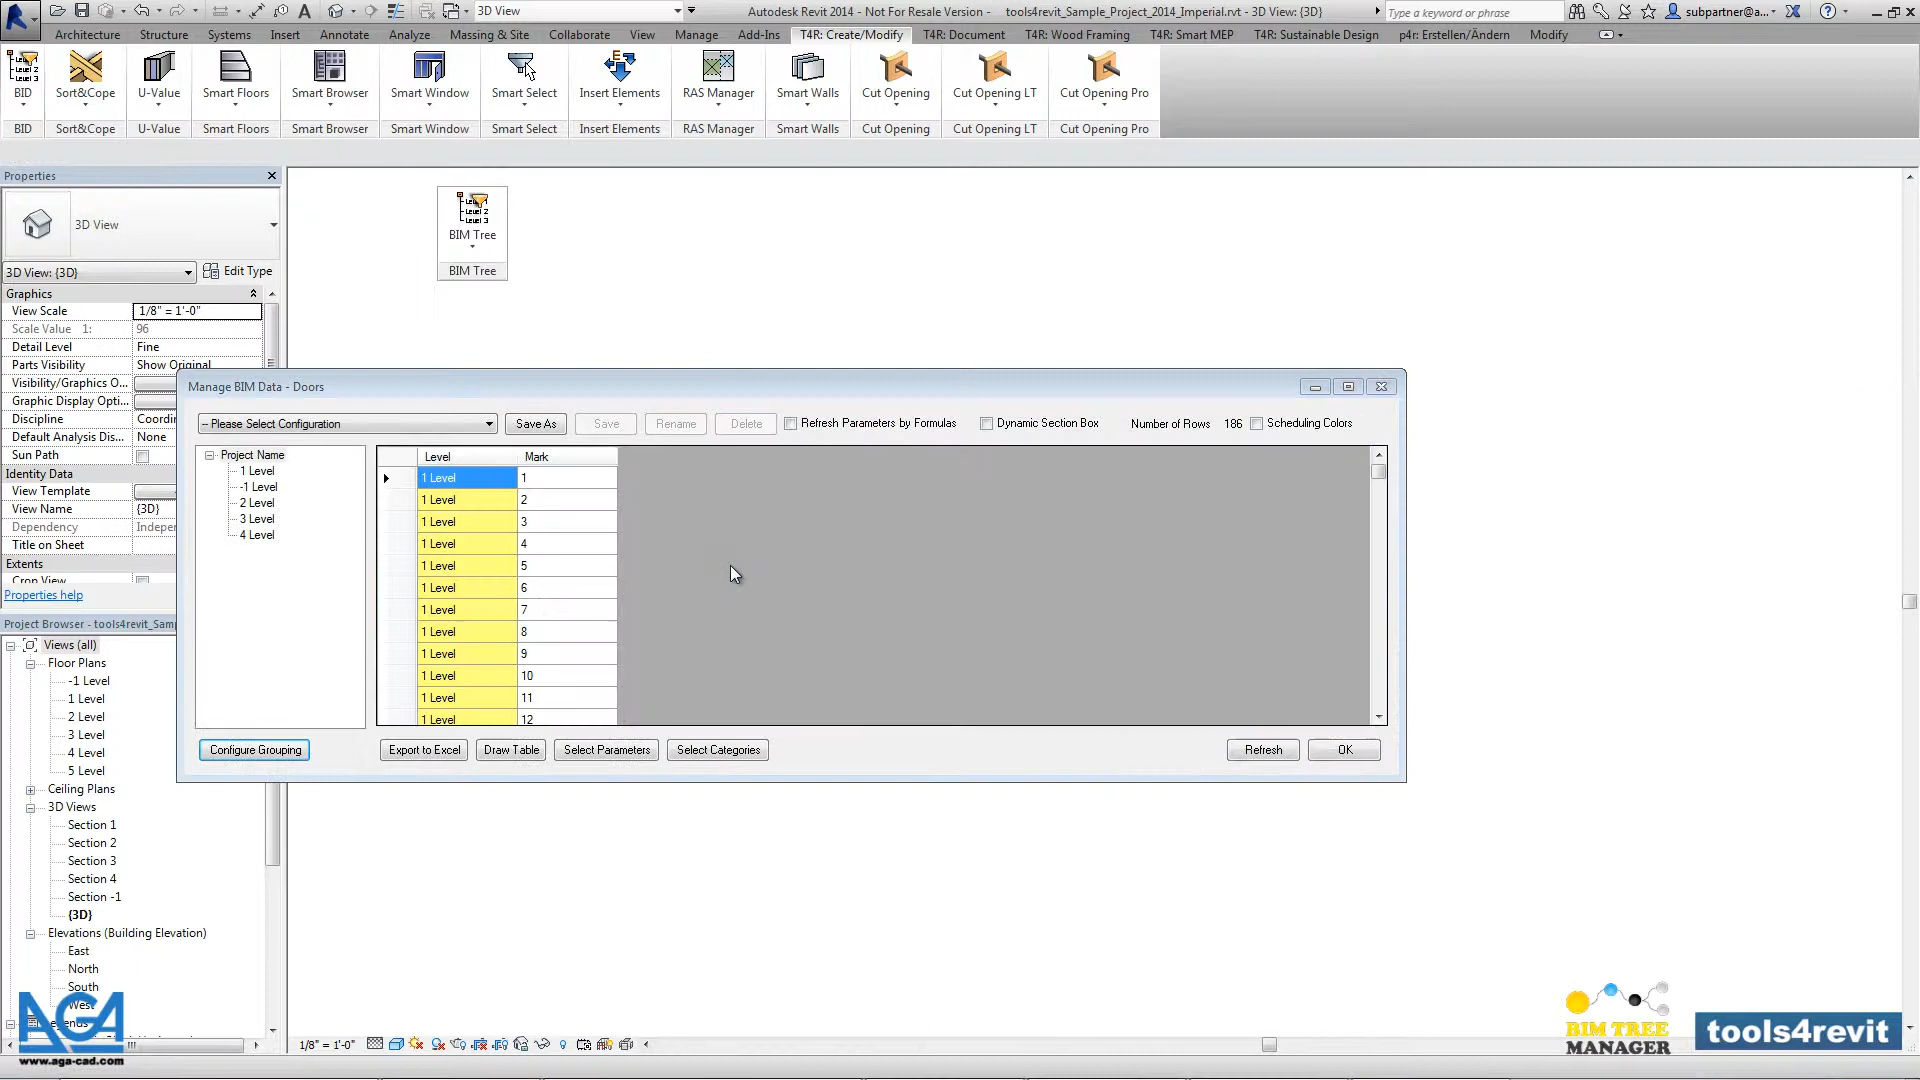 3D View
Autodesk Revit 2014 - Not For Resale Version - tools4revit_Sample_Project_2014_Imperial.rvt - 3D View: {3D}
Type a keyword or phrase
subpartner@a...
Architecture Structure Systems Insert Annotate Analyze Massing & Site Collaborate View Manage Add-Ins T4R: Create/Modify T4R: Document T4R: Wood Framing T4R: Smart MEP T4R: Sustainable Design p4r: Erstellen/Ändern Modify
BID Sort&Cope U-Value Smart Floors Smart Browser Smart Window Smart Select Insert Elements RAS Manager Smart Walls Cut Opening Cut Opening LT Cut Opening Pro
BID Sort&Cope U-Value Smart Floors Smart Browser Smart Window Smart Select Insert Elements RAS Manager Smart Walls Cut Opening Cut Opening LT Cut Opening Pro
Properties
3D View
3D View: {3D}
Edit Type
Graphics
View Scale 1/8" = 1'-0"
Scale Value 1: 96
Detail Level Fine
Parts Visibility Show Original
Visibility/Graphics O...
Graphic Display Opti...
Discipline Coordi
Default Analysis Dis... None
Sun Path
Identity Data
View Template
View Name {3D}
Dependency Indepen
Title on Sheet
Extents
Crop View
Properties help
Project Browser - tools4revit_Samp
Views (all)
Floor Plans
-1 Level
1 Level
2 Level
3 Level
4 Level
5 Level
Ceiling Plans
3D Views
Section 1
Section 2
Section 3
Section 4
Section -1
{3D}
Elevations (Building Elevation)
East
North
South
West
Legends
AGA
www.aga-cad.com
Level 2
Level 3
BIM Tree
BIM Tree
Manage BIM Data - Doors
-- Please Select Configuration
Save As
Save
Rename
Delete
Refresh Parameters by Formulas
Dynamic Section Box
Number of Rows 186
Scheduling Colors
Project Name
1 Level
-1 Level
2 Level
3 Level
4 Level
Level Mark
1 Level 1
1 Level 2
1 Level 3
1 Level 4
1 Level 5
1 Level 6
1 Level 7
1 Level 8
1 Level 9
1 Level 10
1 Level 11
1 Level 12
Configure Grouping
Export to Excel
Draw Table
Select Parameters
Select Categories
Refresh
OK
1/8" = 1'-0"
BIM TREE
MANAGER
tools4revit